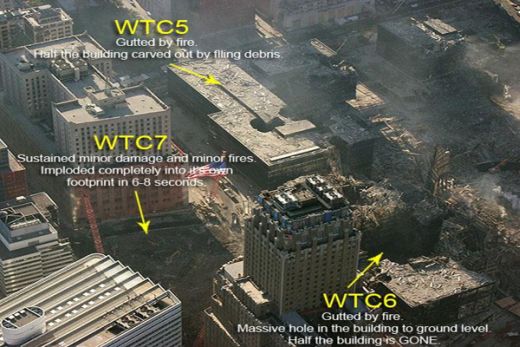 WTC5
Gutted by fire.
Half the building carved out by flling debris.
WTC7
Sustained minor damage and minor fires.
Imploded completely into it's own
footprint in 6-8 seconds.
WTC6
Gutted by fire.
Massive hole in the building to ground level.
Half the building is GONE.